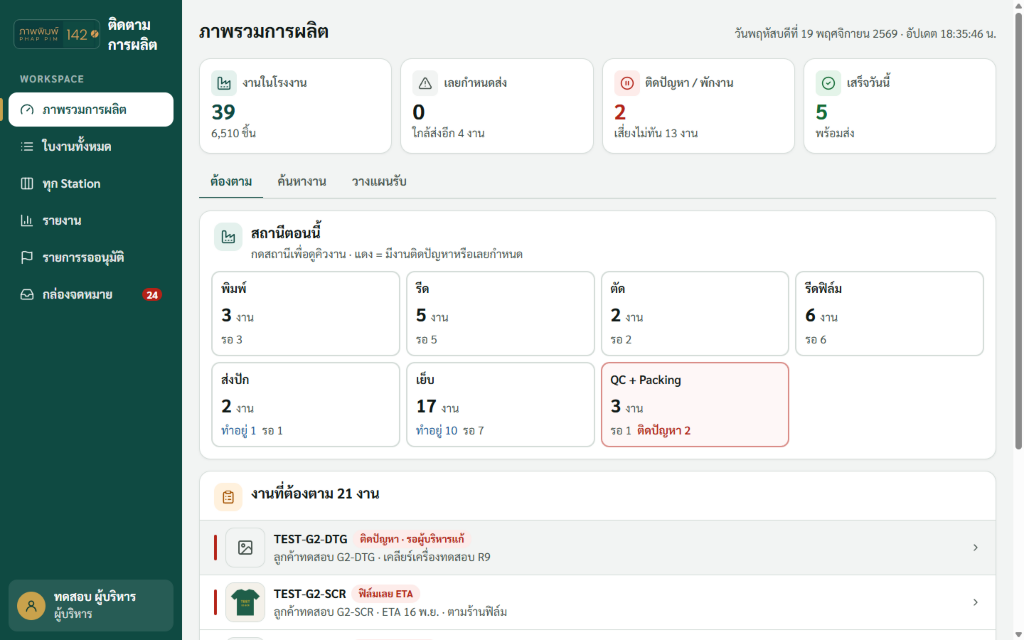 ภาพพิมพ์
PHAP PIM
142
ติดตาม
การผลิต
WORKSPACE
ภาพรวมการผลิต
ใบงานทั้งหมด
ทุก Station
รายงาน
รายการรออนุมัติ
กล่องจดหมาย 24
ทดสอบ ผู้บริหาร
ผู้บริหาร
ภาพรวมการผลิต
วันพฤหัสบดีที่ 19 พฤศจิกายน 2569 · อัปเดต 18:35:46 น.
งานในโรงงาน
39
6,510 ชิ้น
เลยกำหนดส่ง
0
ใกล้ส่งอีก 4 งาน
ติดปัญหา / พักงาน
2
เสี่ยงไม่ทัน 13 งาน
เสร็จวันนี้
5
พร้อมส่ง
ต้องตาม ค้นหางาน วางแผนรับ
สถานีตอนนี้
กดสถานีเพื่อดูคิวงาน · แดง = มีงานติดปัญหาหรือเลยกำหนด
พิมพ์
3 งาน
รอ 3
รีด
5 งาน
รอ 5
ตัด
2 งาน
รอ 2
รีดฟิล์ม
6 งาน
รอ 6
ส่งปัก
2 งาน
ทำอยู่ 1 รอ 1
เย็บ
17 งาน
ทำอยู่ 10 รอ 7
QC + Packing
3 งาน
รอ 1 ติดปัญหา 2
งานที่ต้องตาม 21 งาน
TEST-G2-DTG ติดปัญหา · รอผู้บริหารแก้
ลูกค้าทดสอบ G2-DTG · เคลียร์เครื่องทดสอบ R9
TEST-G2-SCR ฟิล์มเลย ETA
ลูกค้าทดสอบ G2-SCR · ETA 16 พ.ย. · ตามร้านฟิล์ม